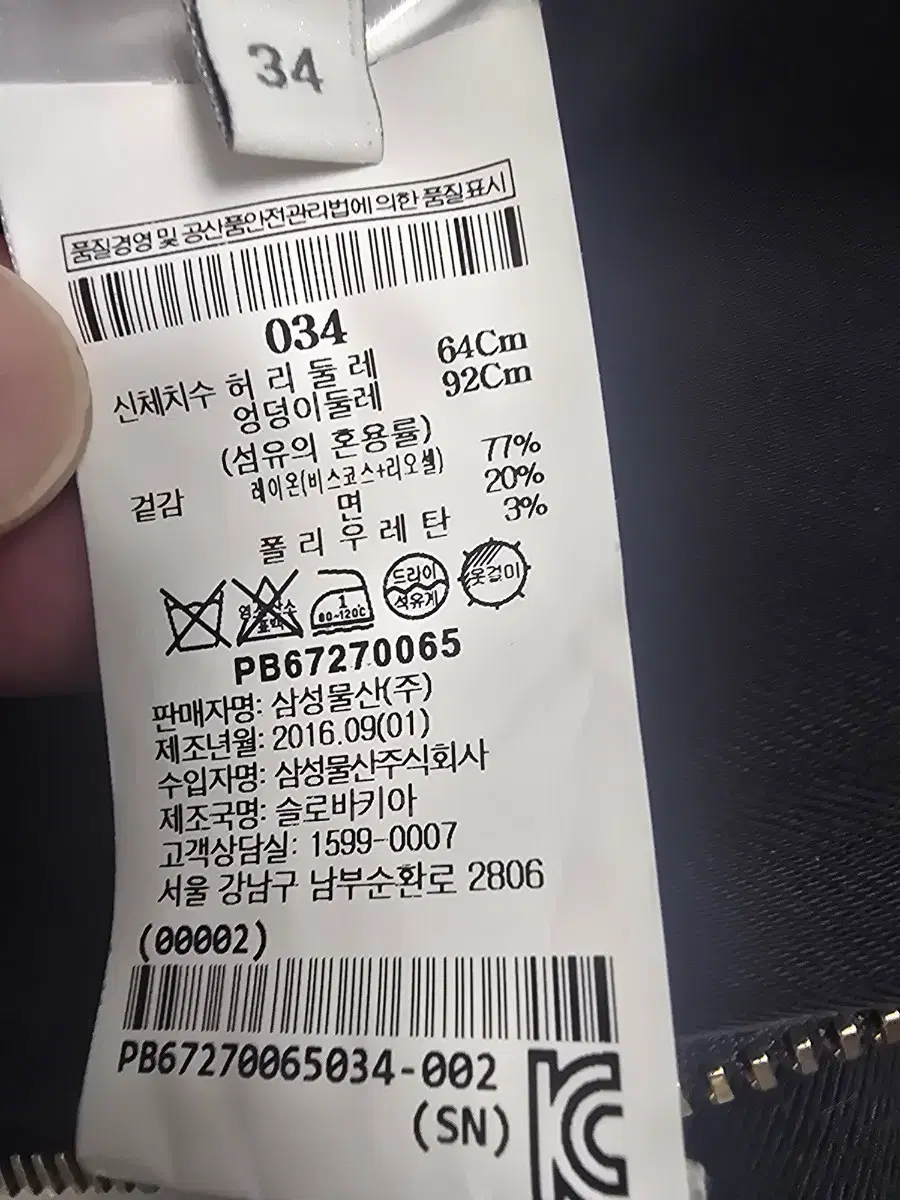 34
품질경영 및 공산품안전관리법에 의한 품질표시
034
신체치수 허 리 둘 레 64Cm
엉덩이둘레 92Cm
(섬유의 혼용률)
겉감 레이온(비스코스+리오셀) 77%
면 20%
폴 리 우 레 탄 3%
1
80~120℃
드라이
석유계
옷걸이
PB67270065
판매자명: 삼성물산(주)
제조년월: 2016.09(01)
수입자명: 삼성물산주식회사
제조국명: 슬로바키아
고객상담실: 1599-0007
서울 강남구 남부순환로 2806
(00002)
PB67270065034-002
(SN)